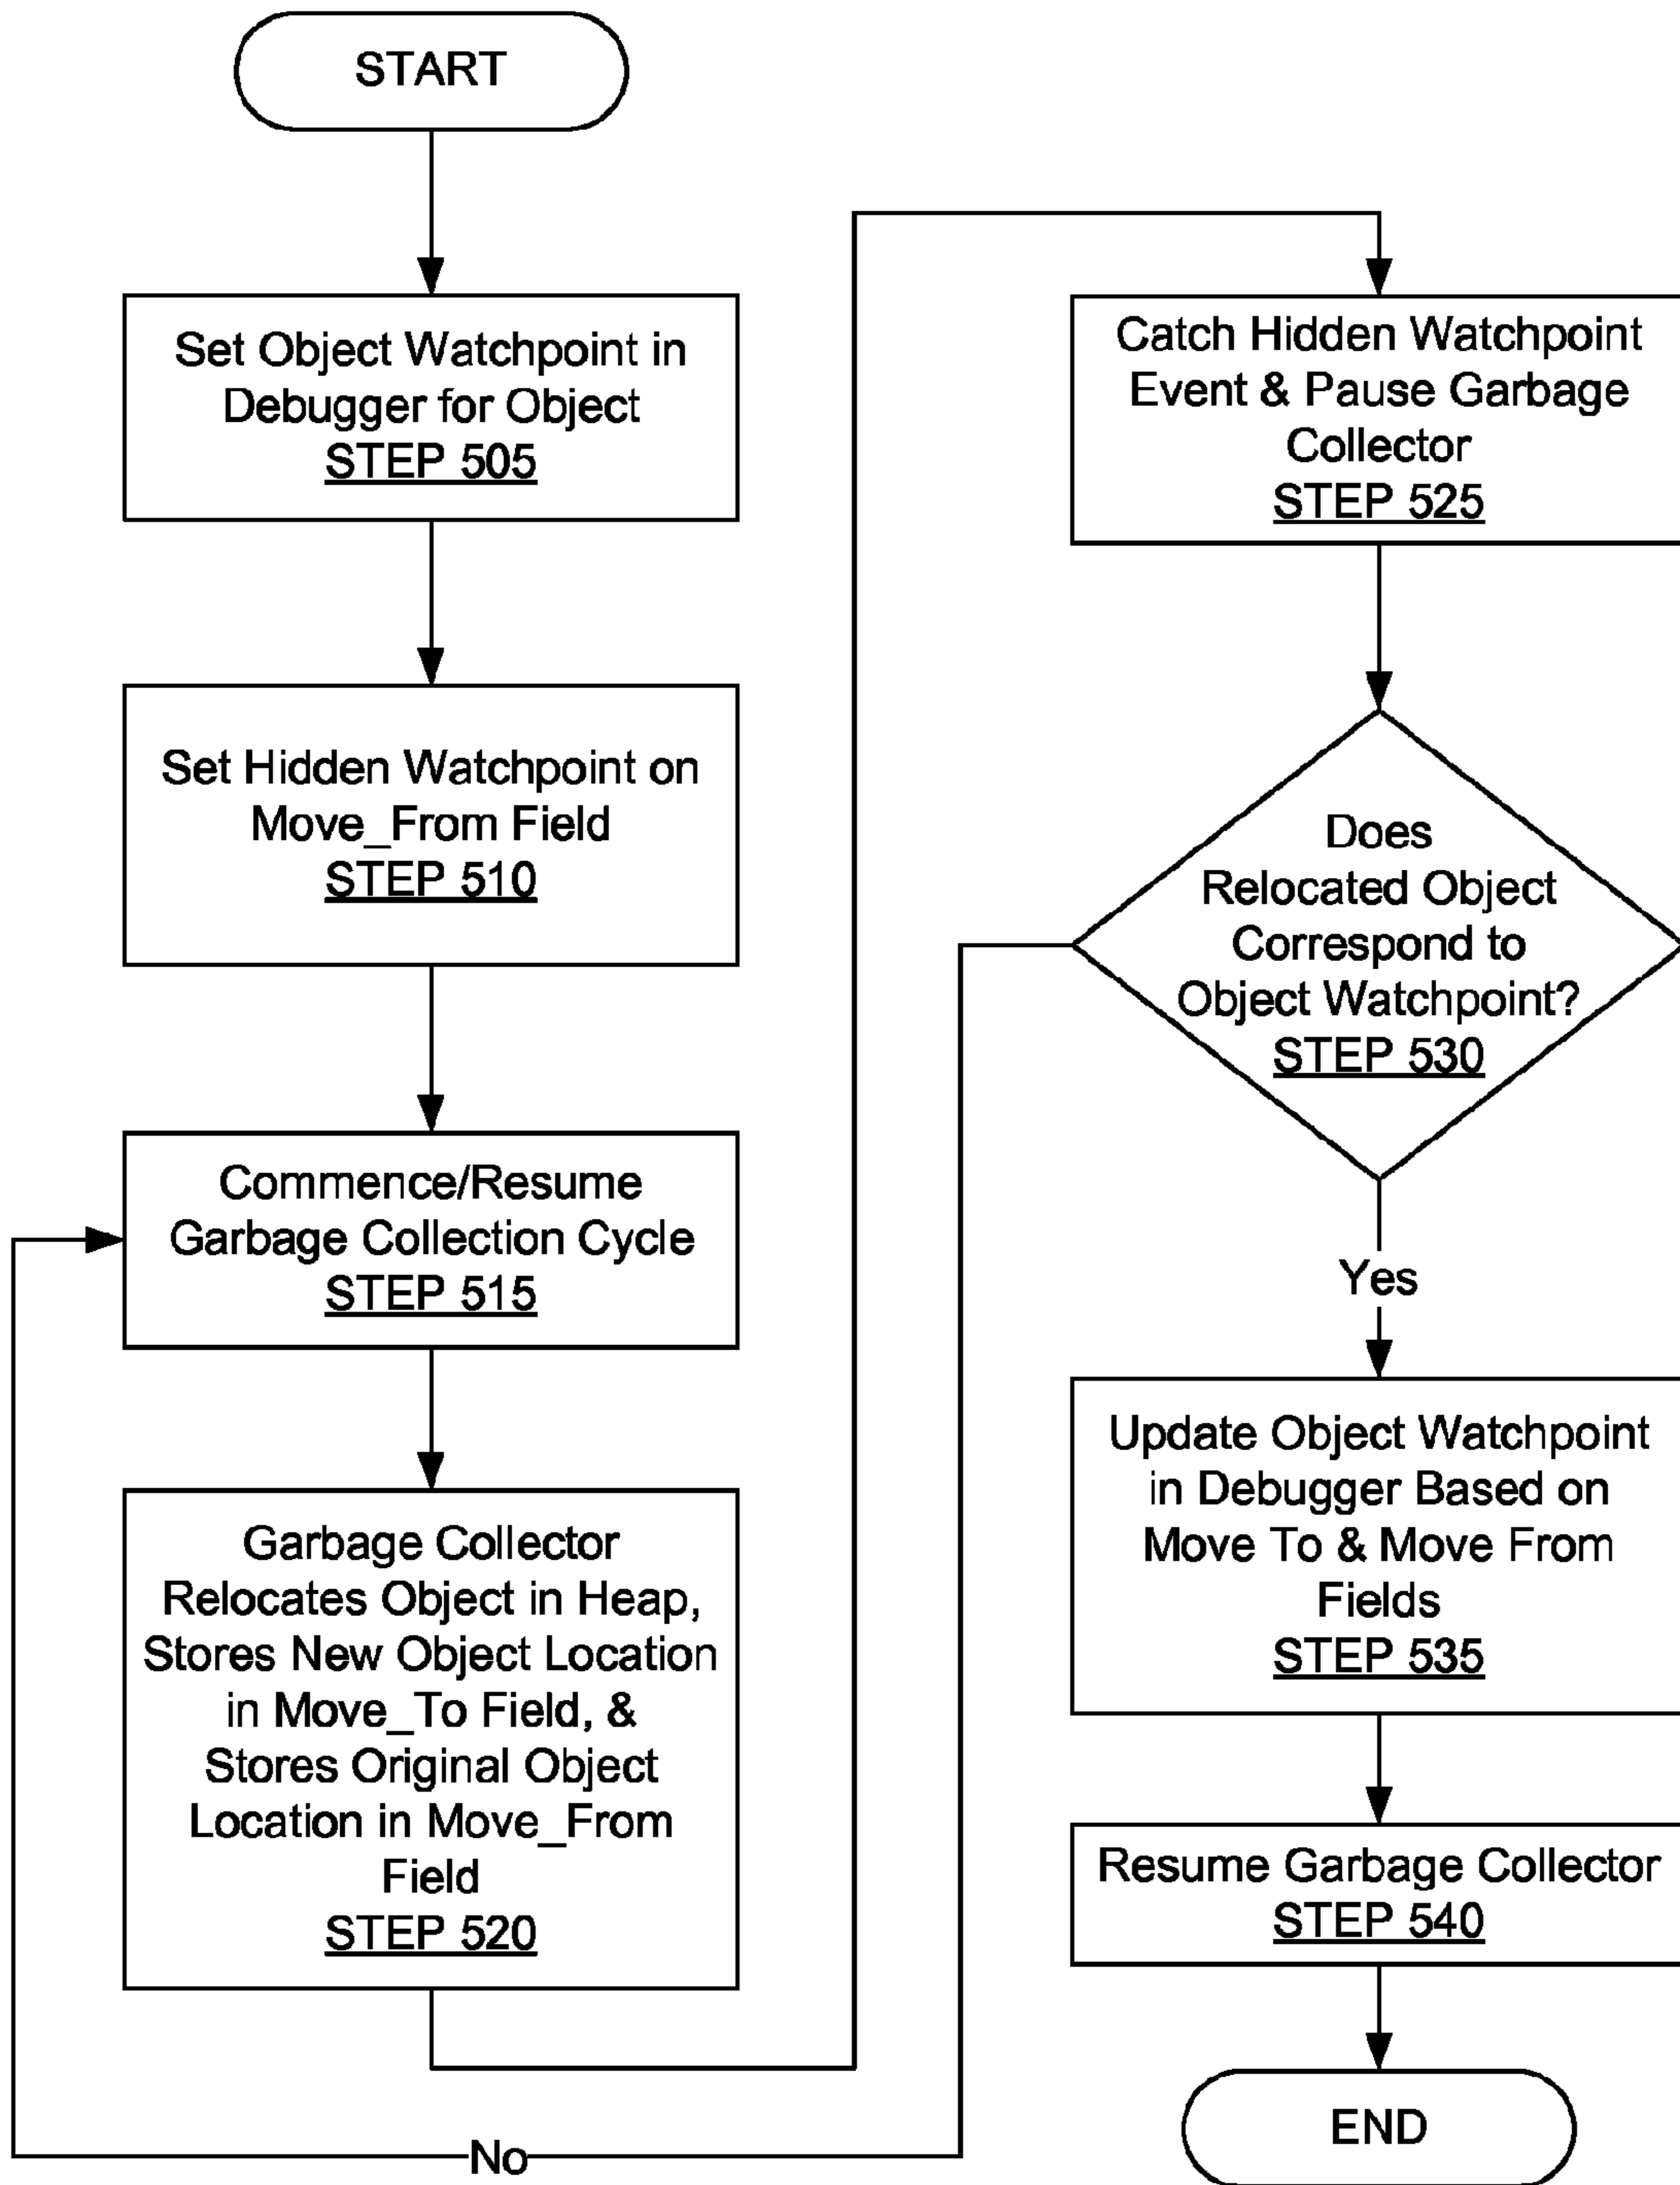 START
Set Object Watchpoint in
Debugger for Object
STEP 505
Set Hidden Watchpoint on
Move_From Field
STEP 510
Commence/Resume
Garbage Collection Cycle
STEP 515
Garbage Collector
Relocates Object in Heap,
Stores New Object Location
in Move_To Field, &
Stores Original Object
Location in Move_From
Field
STEP 520
Catch Hidden Watchpoint
Event & Pause Garbage
Collector
STEP 525
Does
Relocated Object
Correspond to
Object Watchpoint?
STEP 530
Yes
No
Update Object Watchpoint
in Debugger Based on
Move To & Move From
Fields
STEP 535
Resume Garbage Collector
STEP 540
END